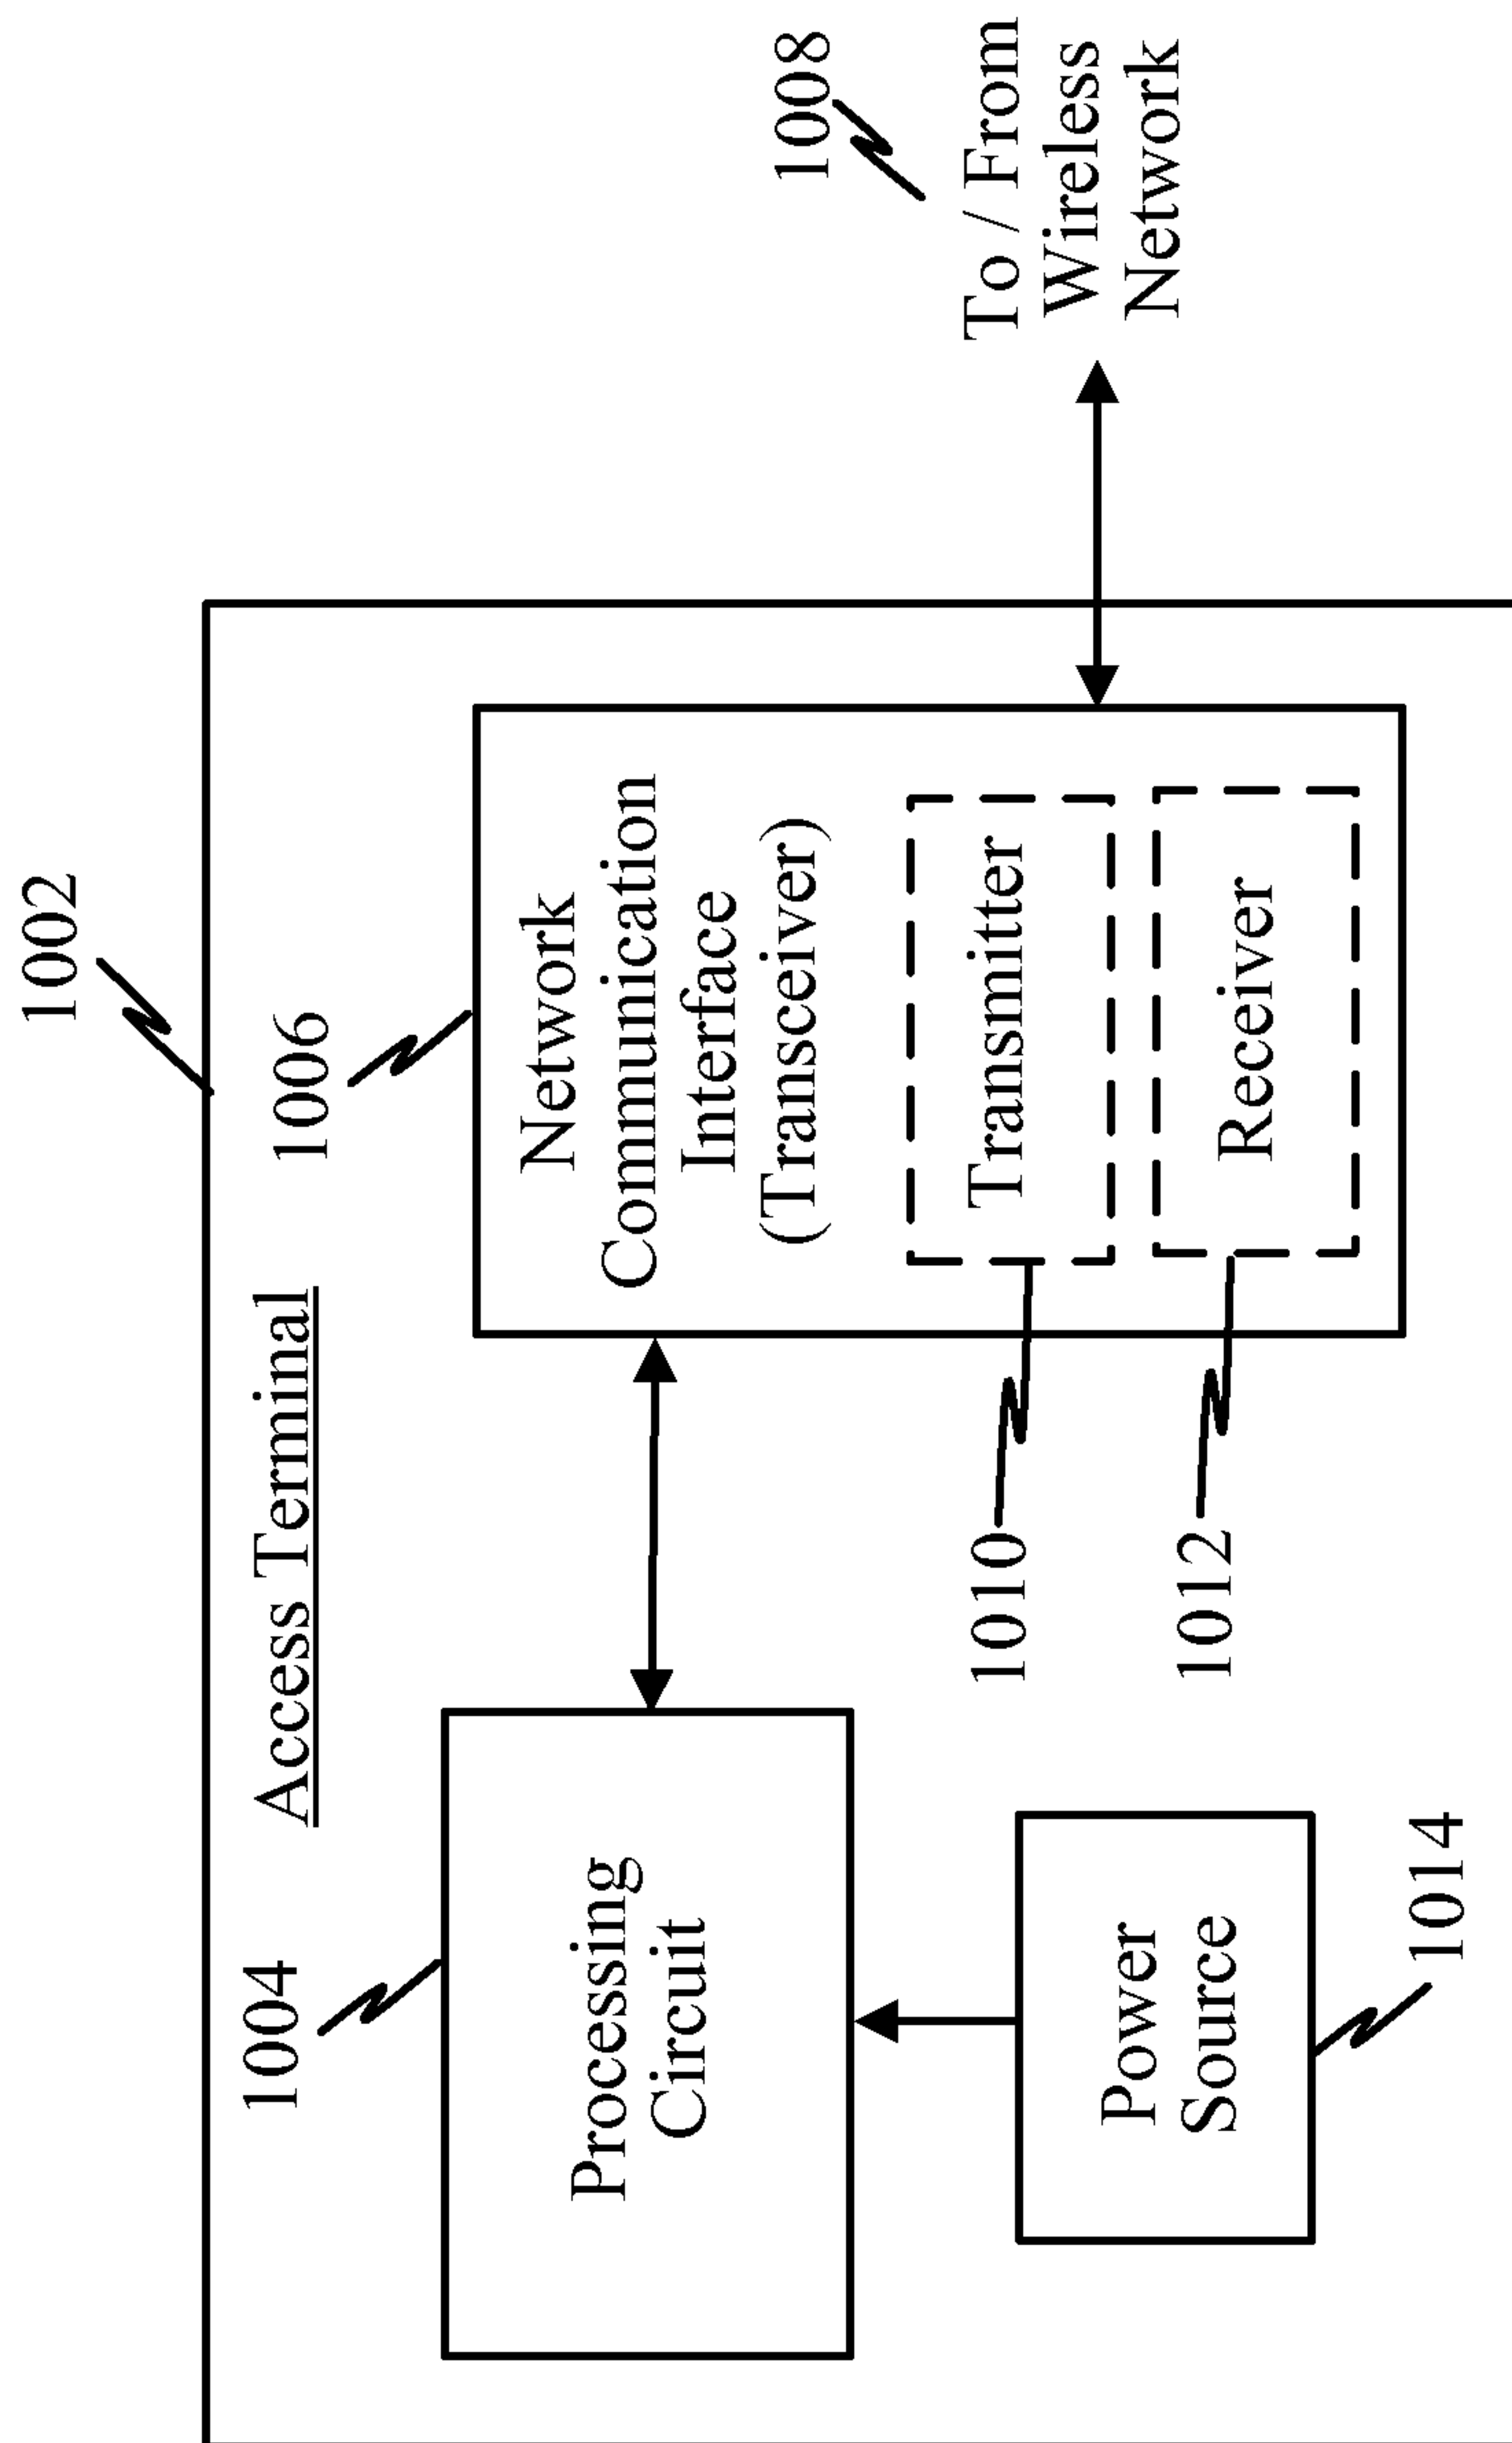 1002
Access Terminal
1004
1006
Processing
Circuit
Network
Communication
Interface
(Transceiver)
1008
To / From
Wireless
Network
1010
Transmitter
1012
Receiver
Power
Source
1014